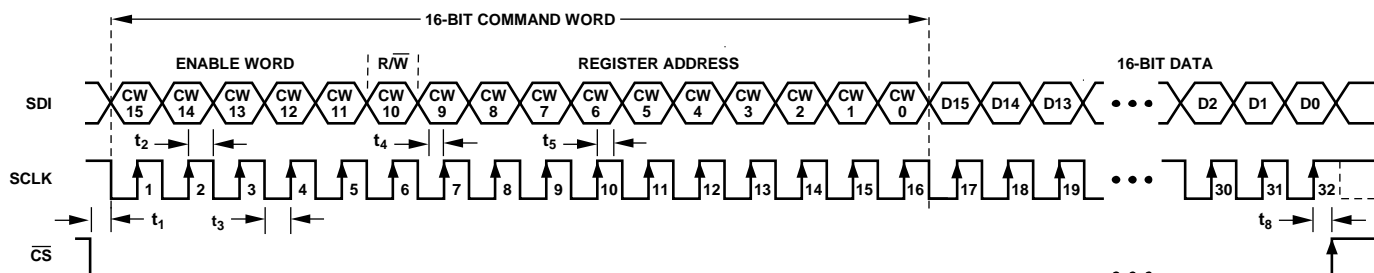 16-BIT COMMAND WORD
ENABLE WORD R/W̅ REGISTER ADDRESS 16-BIT DATA
SDI CW 15 CW 14 CW 13 CW 12 CW 11 CW 10 CW 9 CW 8 CW 7 CW 6 CW 5 CW 4 CW 3 CW 2 CW 1 CW 0 D15 D14 D13 ••• D2 D1 D0
t2 t4 t5
SCLK 1 2 3 4 5 6 7 8 9 10 11 12 13 14 15 16 17 18 19 ••• 30 31 32
t1 t3 t8
C̅S̅ •••